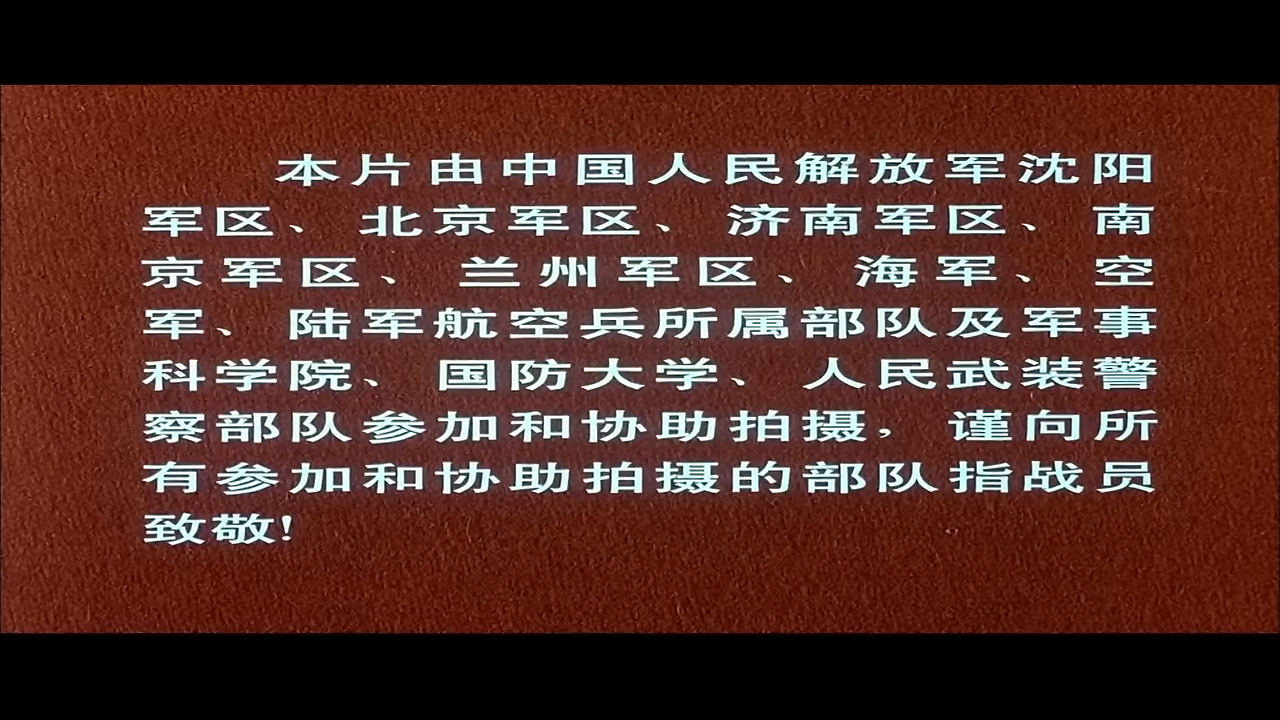 本片由中国人民解放军沈阳
军区、北京军区、济南军区、南
京军区、兰州军区、海军、空
军、陆军航空兵所属部队及军事
科学院、国防大学、人民武装警
察部队参加和协助拍摄，谨向所
有参加和协助拍摄的部队指战员
致敬!